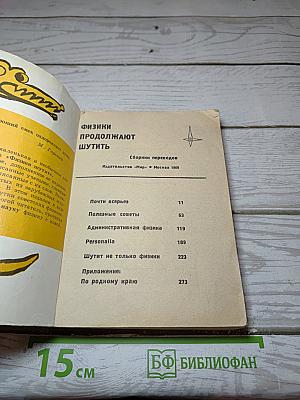 «Физики
ФИЗИКИ
ПРОДОЛЖАЮТ
ШУТИТЬ
Сборник переводов
Издательство «Мир» • Москва 1968
Почти всерьез 11
Полезные советы 63
Административная физика 119
Personalia 189
Шутят не только физики 223
Приложение:
По родному краю 273
15 см
БФ БИБЛИОФАН